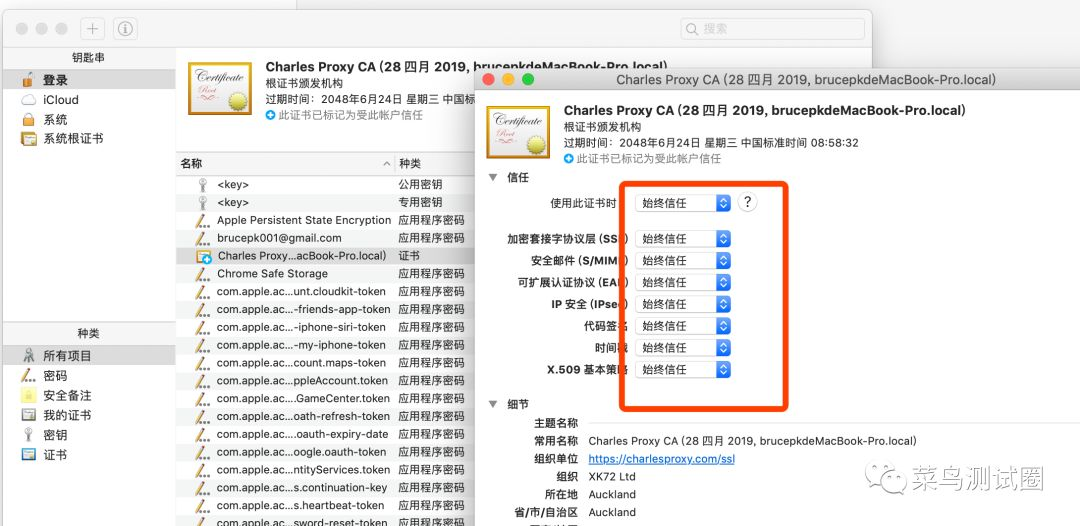 搜索
钥匙串
登录
iCloud
系统
系统根证书
种类
所有项目
密码
安全备注
我的证书
密钥
证书
Certificate
Root
Charles Proxy CA (28 四月 2019, brucepkdeMacBook-Pro.local)
根证书颁发机构
过期时间：2048年6月24日 星期三 中国标
此证书已标记为受此帐户信任
名称 种类
<key> 公用密钥
<key> 专用密钥
Apple Persistent State Encryption 应用程序密码
brucepk001@gmail.com 应用程序密码
Charles Proxy...acBook-Pro.local) 证书
Chrome Safe Storage 应用程序密码
com.apple.ac...unt.cloudkit-token 应用程序密码
com.apple.ac...-friends-app-token 应用程序密码
com.apple.ac...-iphone-siri-token 应用程序密码
com.apple.ac...-my-iphone-token 应用程序密码
com.apple.ac...count.maps-token 应用程序密码
com.apple.ac...ppleAccount.token 应用程序密码
com.apple.ac....GameCenter.token 应用程序密码
com.apple.ac...oath-refresh-token 应用程序密码
com.apple.ac...oauth-expiry-date 应用程序密码
com.apple.ac...oogle.oauth-token 应用程序密码
com.apple.ac...ntityServices.token 应用程序密码
com.apple.ac...s.continuation-key 应用程序密码
com.apple.ac...s.heartbeat-token 应用程序密码
com.apple.ac...sword-reset-token 应用程序密码
Charles Proxy CA (28 四月 2019, brucepkdeMacBook-Pro.local)
Certificate
Root
Charles Proxy CA (28 四月 2019, brucepkdeMacBook-Pro.local)
根证书颁发机构
过期时间：2048年6月24日 星期三 中国标准时间 08:58:32
此证书已标记为受此帐户信任
信任
使用此证书时 始终信任 ?
加密套接字协议层 (SSL) 始终信任
安全邮件 (S/MIME) 始终信任
可扩展认证协议 (EAP) 始终信任
IP 安全 (IPsec) 始终信任
代码签名 始终信任
时间戳 始终信任
X.509 基本策略 始终信任
细节
主题名称
常用名称 Charles Proxy CA (28 四月 2019, brucepkdeMacBook-Pro.local)
组织单位 https://charlesproxy.com/ssl
组织 XK72 Ltd
所在地 Auckland
省/市/自治区 Auckland
菜鸟测试圈